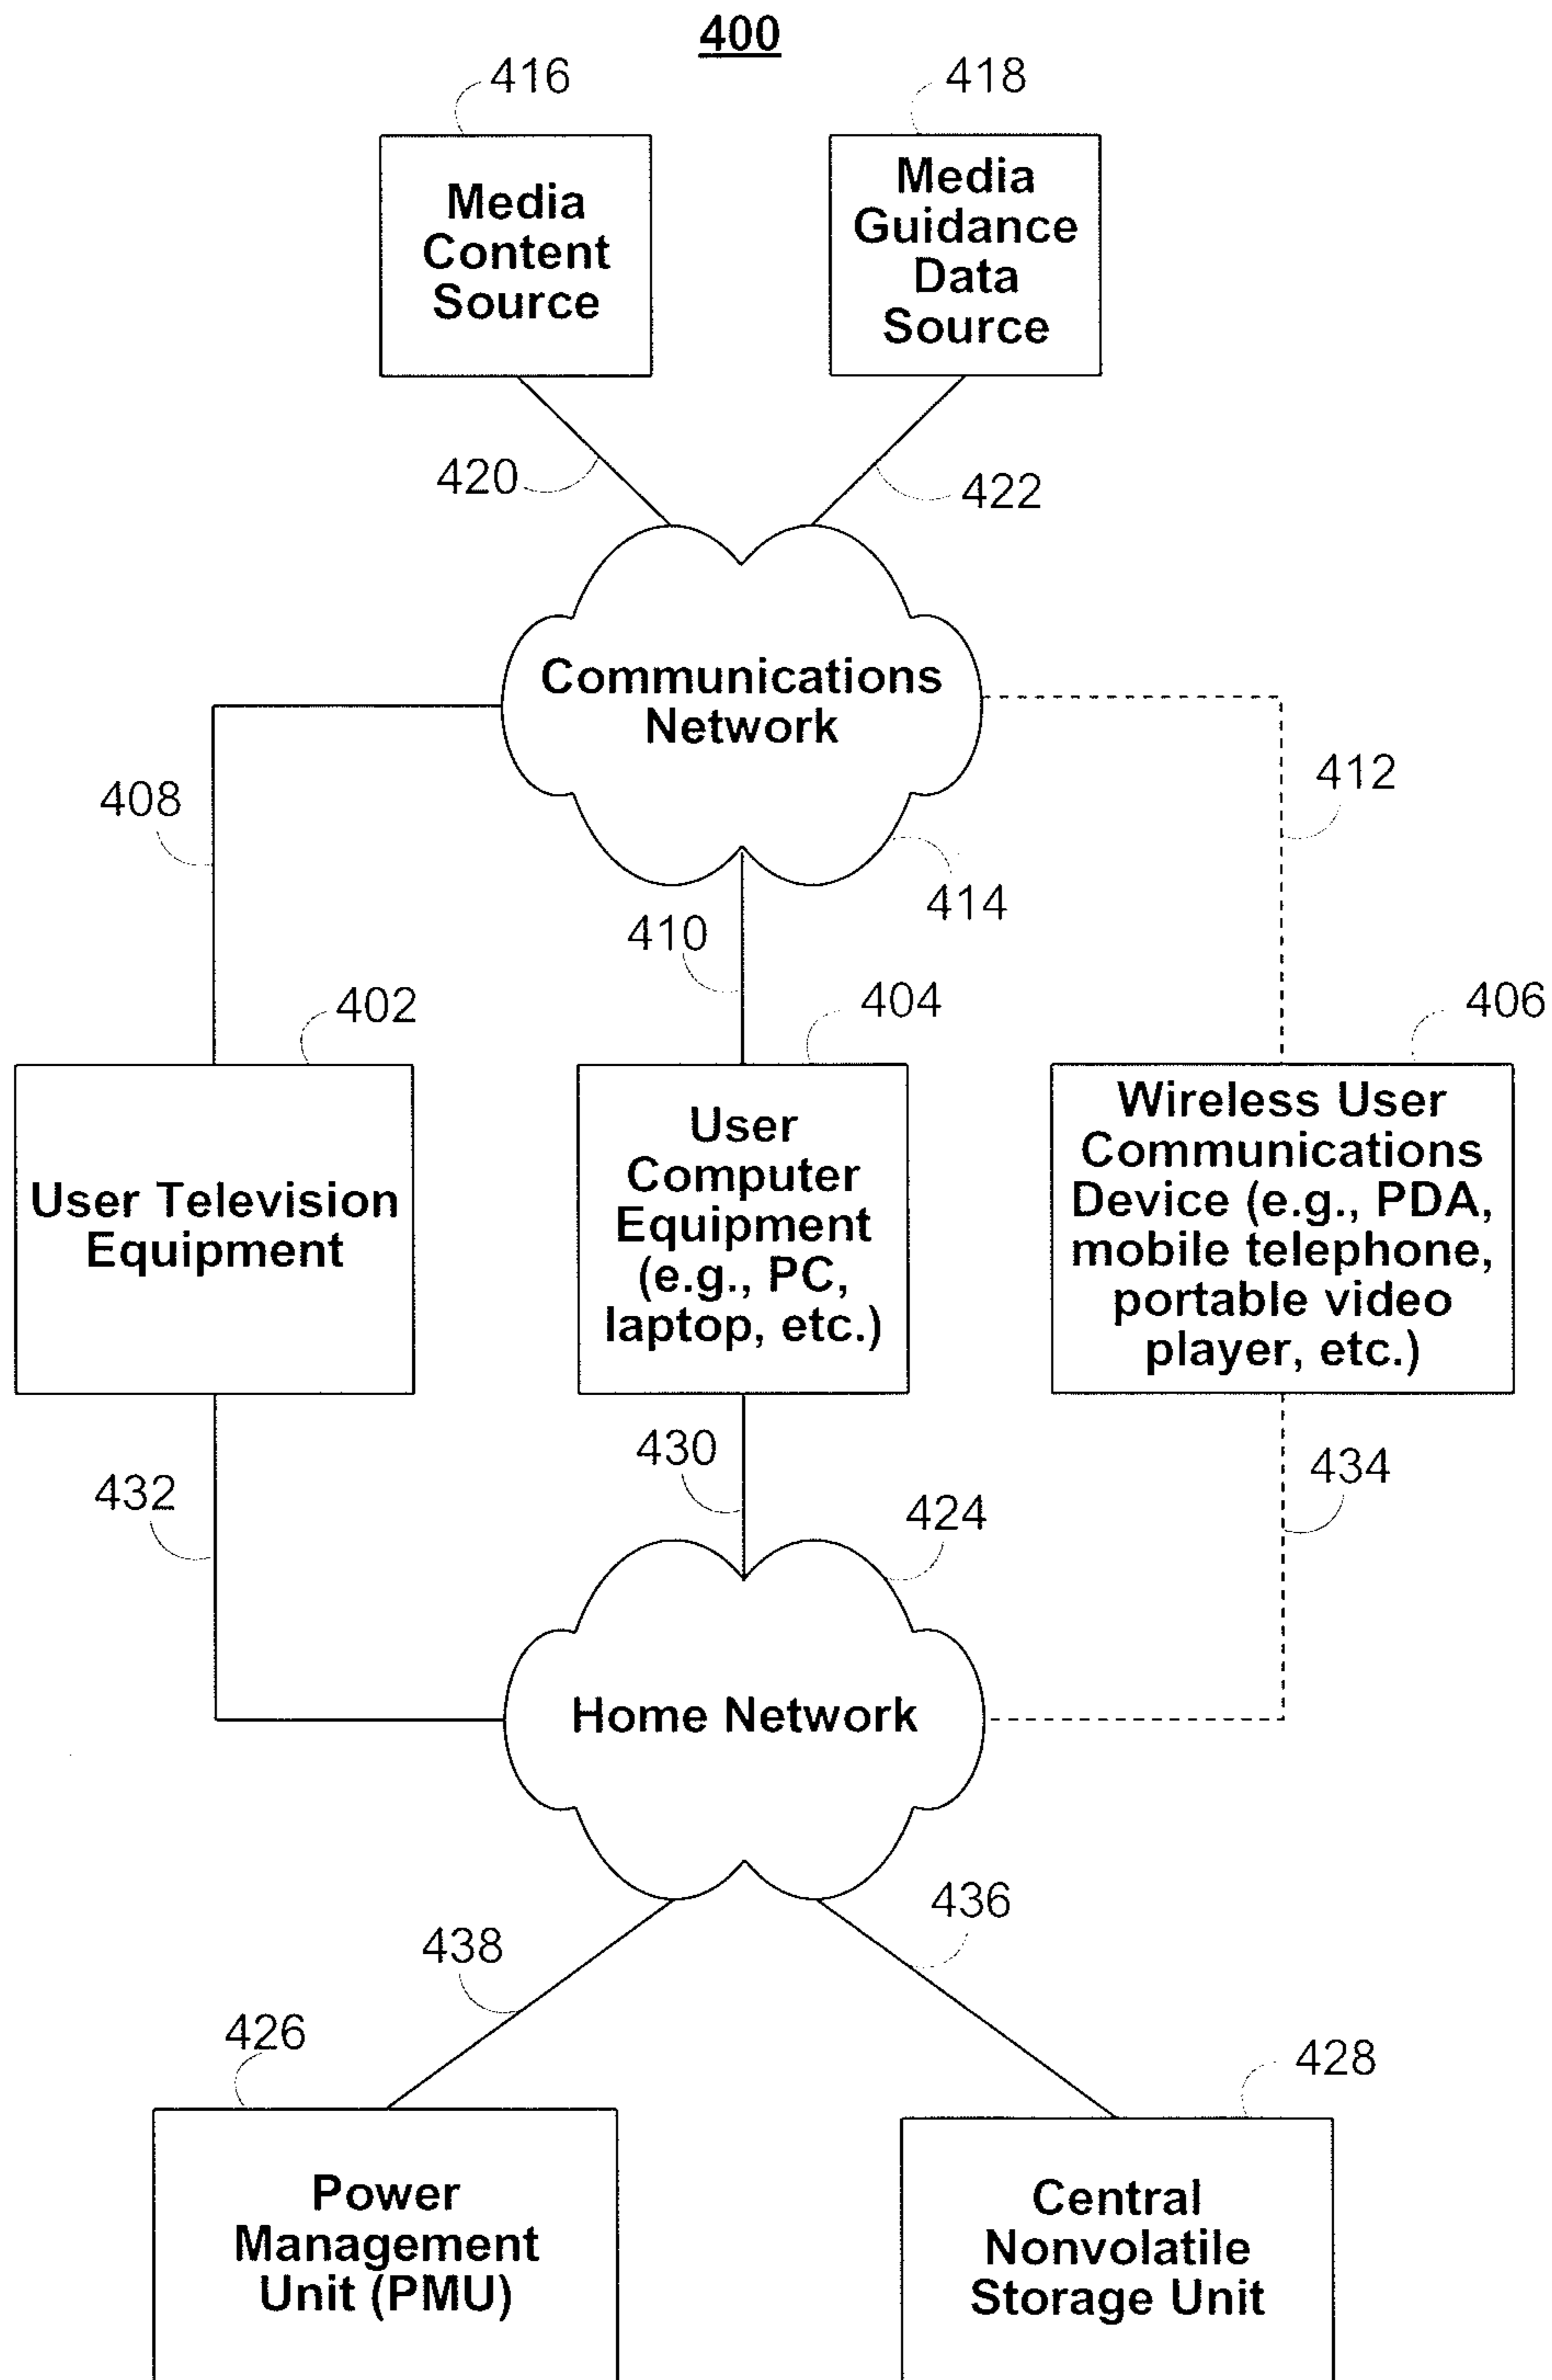 400
416
418
Media
Content
Source
Media
Guidance
Data
Source
420
422
Communications
Network
408
412
414
410
402
404
406
User Television
Equipment
User
Computer
Equipment
(e.g., PC,
laptop, etc.)
Wireless User
Communications
Device (e.g., PDA,
mobile telephone,
portable video
player, etc.)
432
430
434
424
Home Network
438
436
426
428
Power
Management
Unit (PMU)
Central
Nonvolatile
Storage Unit